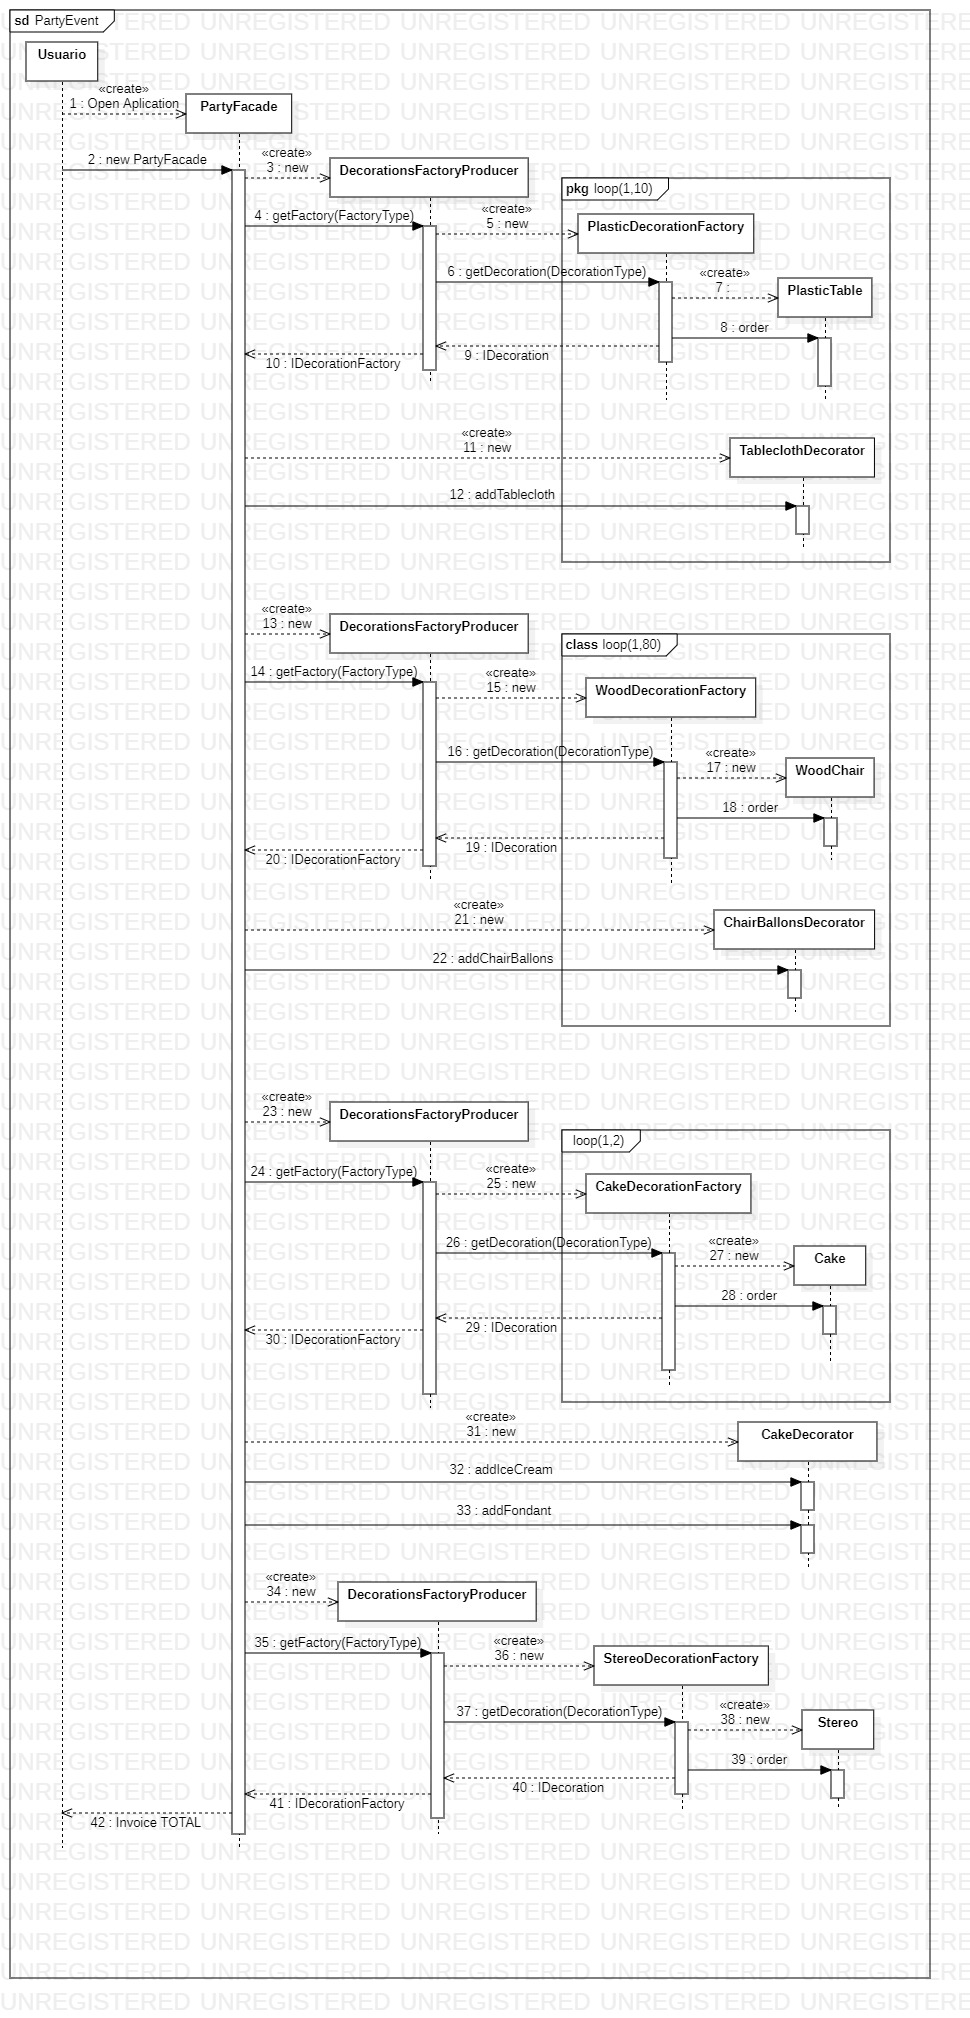 sd PartyEvent
Usuario
«create»
1 : Open Aplication
PartyFacade
2 : new PartyFacade
«create»
3 : new
DecorationsFactoryProducer
pkg loop(1,10)
4 : getFactory(FactoryType)
«create»
5 : new
PlasticDecorationFactory
6 : getDecoration(DecorationType)
«create»
7 :
PlasticTable
8 : order
9 : IDecoration
10 : IDecorationFactory
«create»
11 : new
TableclothDecorator
12 : addTablecloth
«create»
13 : new
DecorationsFactoryProducer
class loop(1,80)
14 : getFactory(FactoryType)
«create»
15 : new
WoodDecorationFactory
16 : getDecoration(DecorationType)
«create»
17 : new
WoodChair
18 : order
19 : IDecoration
20 : IDecorationFactory
«create»
21 : new
ChairBallonsDecorator
22 : addChairBallons
«create»
23 : new
DecorationsFactoryProducer
loop(1,2)
24 : getFactory(FactoryType)
«create»
25 : new
CakeDecorationFactory
26 : getDecoration(DecorationType)
«create»
27 : new
Cake
28 : order
29 : IDecoration
30 : IDecorationFactory
«create»
31 : new
CakeDecorator
32 : addIceCream
33 : addFondant
«create»
34 : new
DecorationsFactoryProducer
35 : getFactory(FactoryType)
«create»
36 : new
StereoDecorationFactory
37 : getDecoration(DecorationType)
«create»
38 : new
Stereo
39 : order
40 : IDecoration
41 : IDecorationFactory
42 : Invoice TOTAL
UNREGISTERED UNREGISTERED UNREGISTERED UNREGISTERED UNREGISTERED